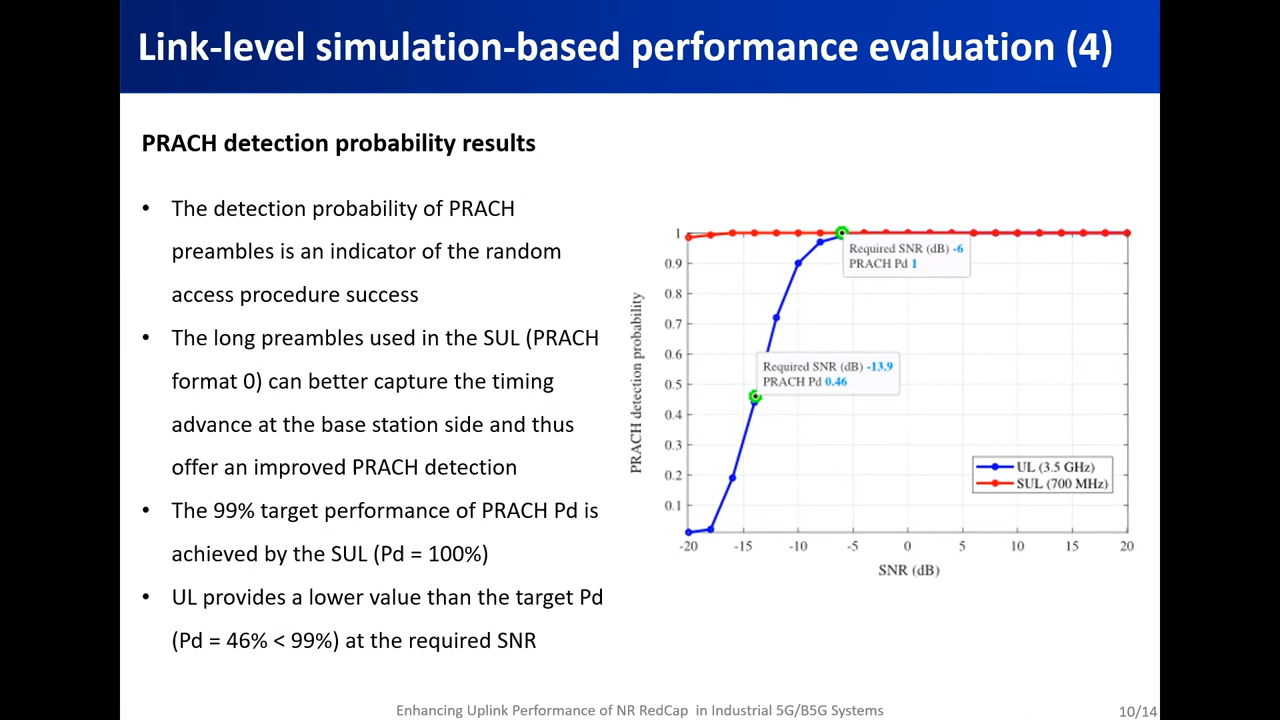 Link-level simulation-based performance evaluation (4)
PRACH detection probability results
• The detection probability of PRACH
preambles is an indicator of the random
access procedure success
• The long preambles used in the SUL (PRACH
format 0) can better capture the timing
advance at the base station side and thus
offer an improved PRACH detection
• The 99% target performance of PRACH Pd is
achieved by the SUL (Pd = 100%)
• UL provides a lower value than the target Pd
(Pd = 46% < 99%) at the required SNR
PRACH detection probability
1
0.9
0.8
0.7
0.6
0.5
0.4
0.3
0.2
0.1
Required SNR (dB) -6
PRACH Pd 1
Required SNR (dB) -13.9
PRACH Pd 0.46
UL (3.5 GHz)
SUL (700 MHz)
-20 -15 -10 -5 0 5 10 15 20
SNR (dB)
Enhancing Uplink Performance of NR RedCap in Industrial 5G/B5G Systems
10/14